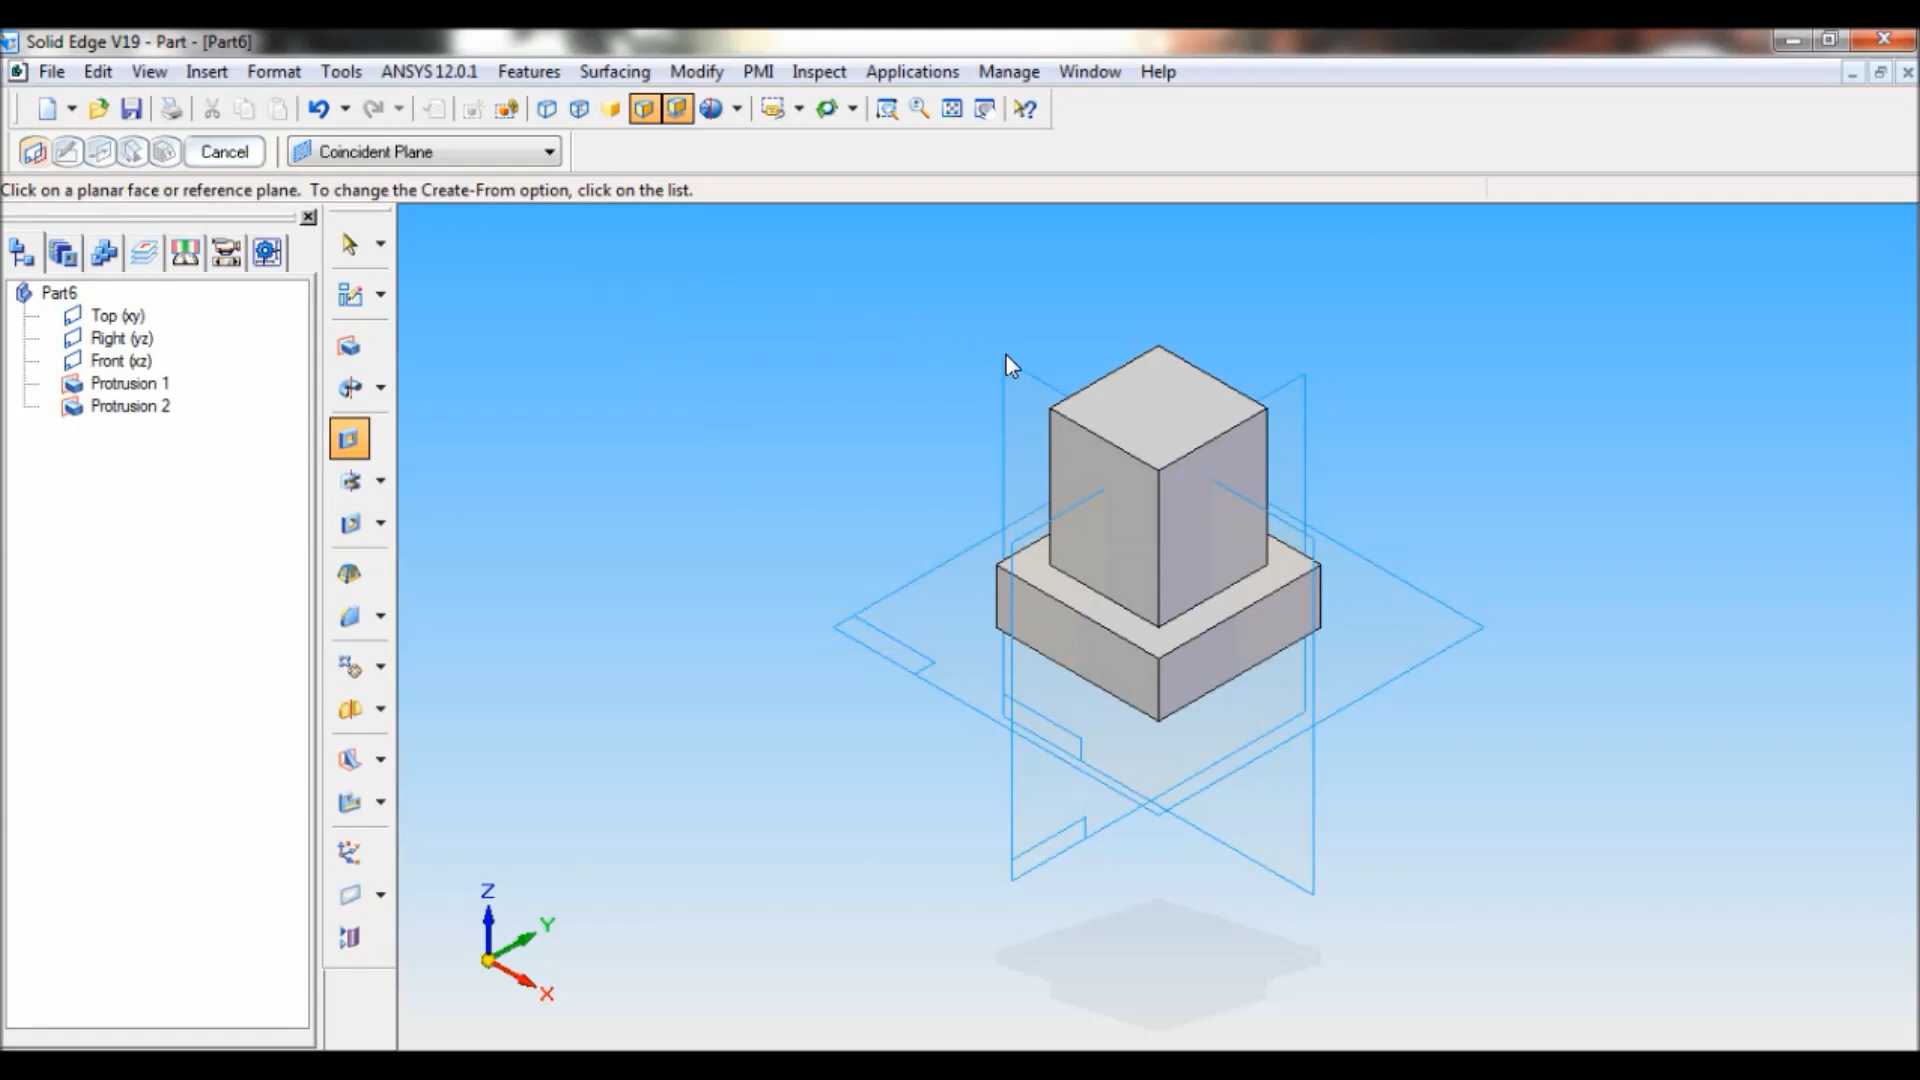 Solid Edge V19 - Part - [Part6]
File Edit View Insert Format Tools ANSYS 12.0.1 Features Surfacing Modify PMI Inspect Applications Manage Window Help
Cancel Coincident Plane
Click on a planar face or reference plane. To change the Create-From option, click on the list.
Part6
Top (xy)
Right (yz)
Front (xz)
Protrusion 1
Protrusion 2
Z
Y
X